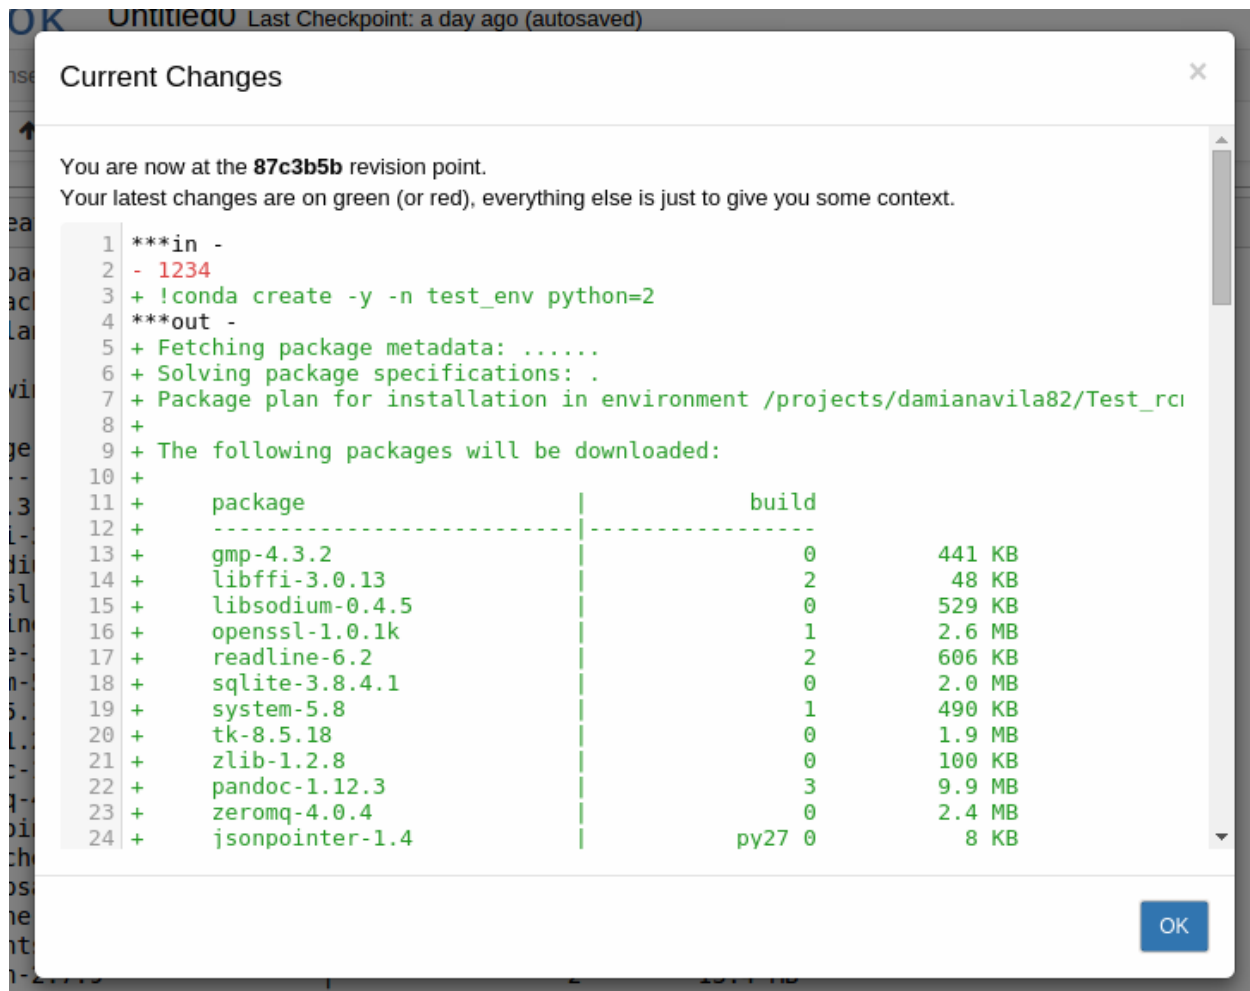 OK Untitled0 Last Checkpoint: a day ago (autosaved)
Current Changes ×
You are now at the 87c3b5b revision point.
Your latest changes are on green (or red), everything else is just to give you some context.
1 ***in -
2 - 1234
3 + !conda create -y -n test_env python=2
4 ***out -
5 + Fetching package metadata: ......
6 + Solving package specifications: .
7 + Package plan for installation in environment /projects/damianavila82/Test_rc
8 +
9 + The following packages will be downloaded:
10 +
11 + package | build
12 + ---------------------------|-----------------
13 + gmp-4.3.2 | 0 441 KB
14 + libffi-3.0.13 | 2 48 KB
15 + libsodium-0.4.5 | 0 529 KB
16 + openssl-1.0.1k | 1 2.6 MB
17 + readline-6.2 | 2 606 KB
18 + sqlite-3.8.4.1 | 0 2.0 MB
19 + system-5.8 | 1 490 KB
20 + tk-8.5.18 | 0 1.9 MB
21 + zlib-1.2.8 | 0 100 KB
22 + pandoc-1.12.3 | 3 9.9 MB
23 + zeromq-4.0.4 | 0 2.4 MB
24 + jsonpointer-1.4 | py27_0 8 KB
OK